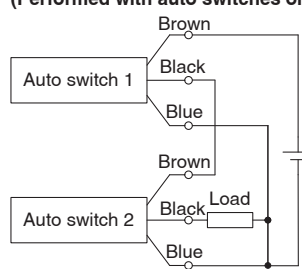 (Performed with auto switches o
Brown
Auto switch 1
Black
Blue
Brown
Auto switch 2
Black
Load
Blue